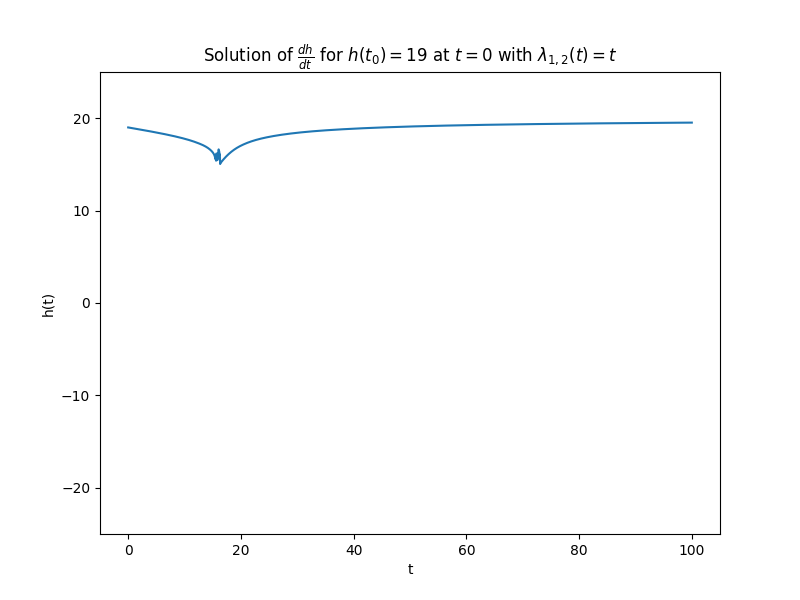 Solution of dh/dt for h(t₀) = 19 at t = 0 with λ₁,₂(t) = t
20
10
0
−10
−20
h(t)
0 20 40 60 80 100
t